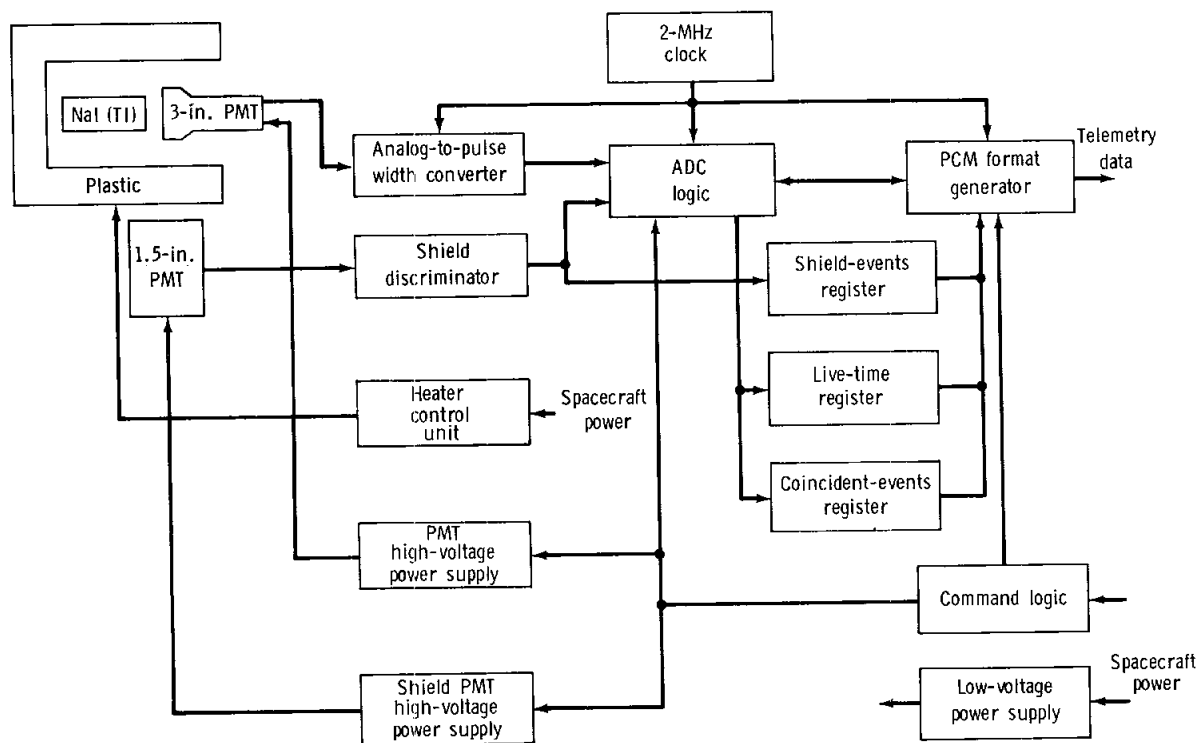 2-MHz
clock
NaI (Tl)
3-in. PMT
Plastic
Analog-to-pulse
width converter
ADC
logic
PCM format
generator
Telemetry
data
1.5-in.
PMT
Shield
discriminator
Shield-events
register
Live-time
register
Heater
control
unit
Spacecraft
power
Coincident-events
register
PMT
high-voltage
power supply
Command logic
Shield PMT
high-voltage
power supply
Low-voltage
power supply
Spacecraft
power